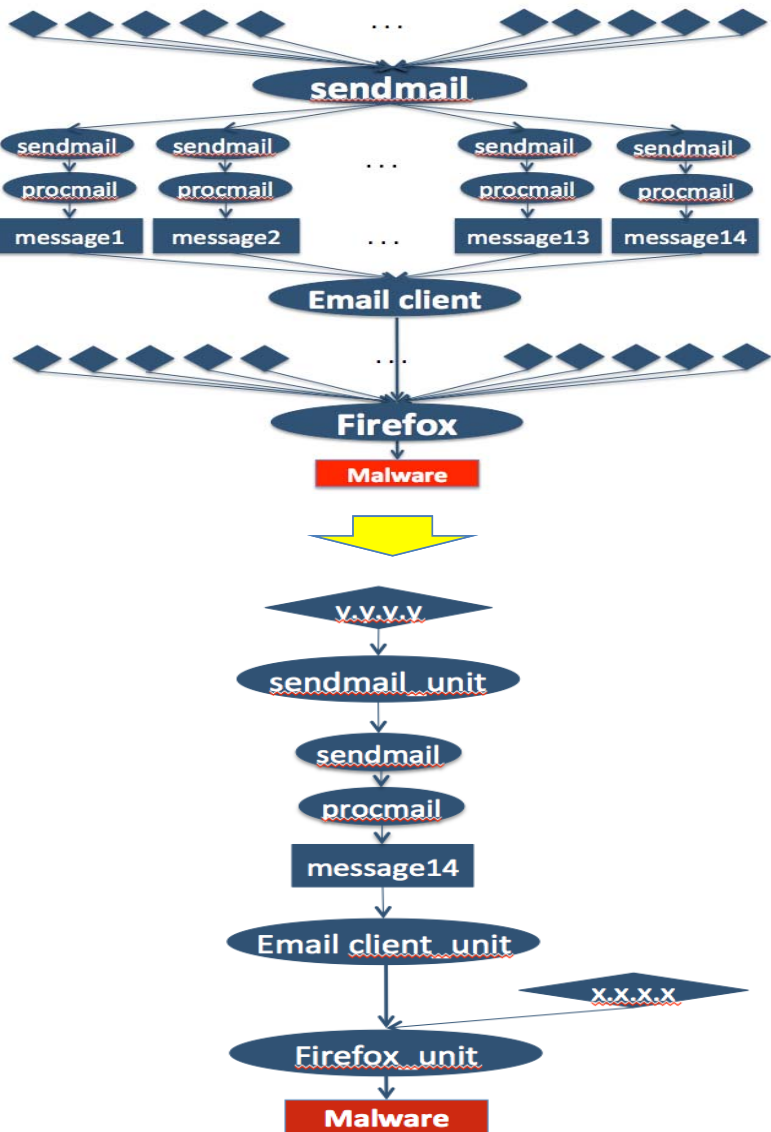 . . .
sendmail
sendmail sendmail sendmail sendmail
. . .
procmail procmail procmail procmail
message1 message2 . . . message13 message14
Email client
. . .
Firefox
Malware
y.y.y.y
sendmail_unit
sendmail
procmail
message14
Email client_unit
x.x.x.x
Firefox_unit
Malware